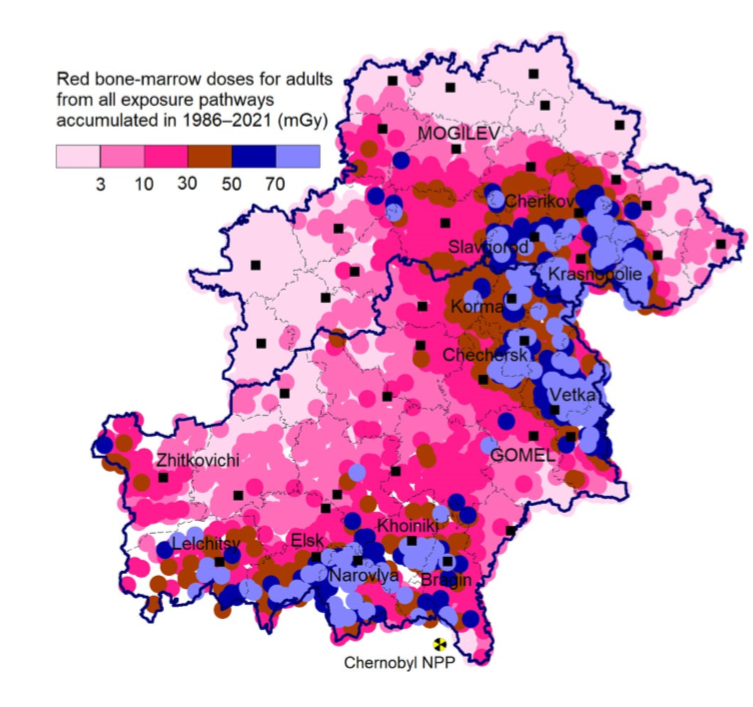 Red bone-marrow doses for adults
from all exposure pathways
accumulated in 1986–2021 (mGy)
3 10 30 50 70
MOGILEV
Cherikov
Slavgorod
Krasnopolie
Korma
Chechersk
Vetka
GOMEL
Zhitkovichi
Khoiniki
Lelchitsy
Elsk
Narovlya
Bragin
Chernobyl NPP